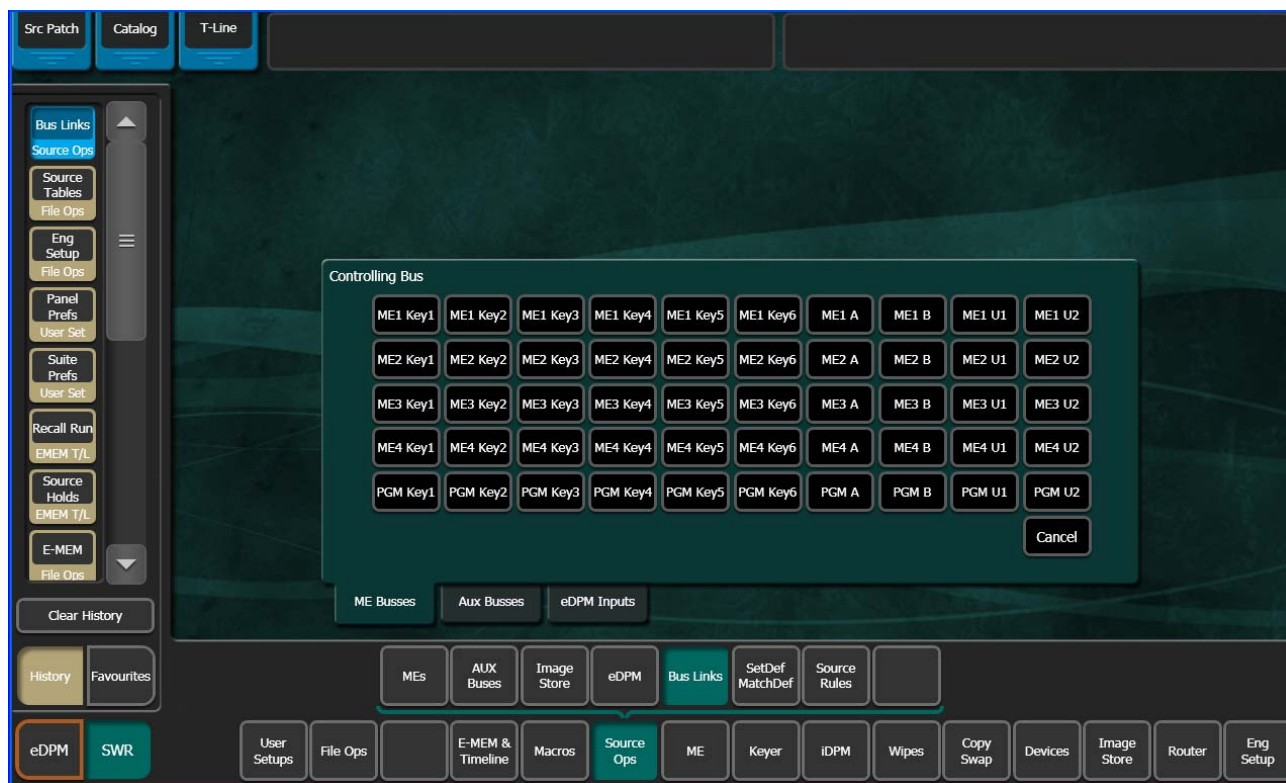 Src Patch
Catalog
T-Line
Bus Links
Source Ops
Source
Tables
File Ops
Eng
Setup
File Ops
Panel
Prefs
User Set
Suite
Prefs
User Set
Recall Run
EMEM T/L
Source
Holds
EMEM T/L
E-MEM
File Ops
Clear History
History
Favourites
Controlling Bus
ME1 Key1 ME1 Key2 ME1 Key3 ME1 Key4 ME1 Key5 ME1 Key6 ME1 A ME1 B ME1 U1 ME1 U2
ME2 Key1 ME2 Key2 ME2 Key3 ME2 Key4 ME2 Key5 ME2 Key6 ME2 A ME2 B ME2 U1 ME2 U2
ME3 Key1 ME3 Key2 ME3 Key3 ME3 Key4 ME3 Key5 ME3 Key6 ME3 A ME3 B ME3 U1 ME3 U2
ME4 Key1 ME4 Key2 ME4 Key3 ME4 Key4 ME4 Key5 ME4 Key6 ME4 A ME4 B ME4 U1 ME4 U2
PGM Key1 PGM Key2 PGM Key3 PGM Key4 PGM Key5 PGM Key6 PGM A PGM B PGM U1 PGM U2
Cancel
ME Busses
Aux Busses
eDPM Inputs
MEs
AUX
Buses
Image
Store
eDPM
Bus Links
SetDef
MatchDef
Source
Rules
eDPM
SWR
User
Setups
File Ops
E-MEM &
Timeline
Macros
Source
Ops
ME
Keyer
iDPM
Wipes
Copy
Swap
Devices
Image
Store
Router
Eng
Setup